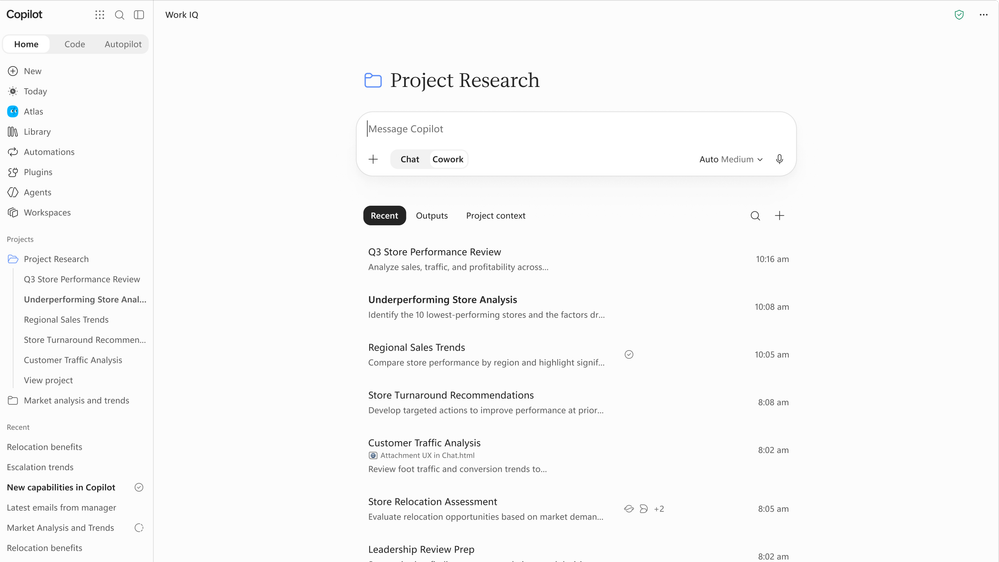 Copilot
Home
Code
Autopilot
New
Today
Atlas
Library
Automations
Plugins
Agents
Workspaces
Projects
Project Research
Q3 Store Performance Review
Underperforming Store Anal...
Regional Sales Trends
Store Turnaround Recommen...
Customer Traffic Analysis
View project
Market analysis and trends
Recent
Relocation benefits
Escalation trends
New capabilities in Copilot
Latest emails from manager
Market Analysis and Trends
Relocation benefits
Work IQ
Project Research
Message Copilot
Chat
Cowork
Auto Medium
Recent
Outputs
Project context
Q3 Store Performance Review
Analyze sales, traffic, and profitability across...
10:16 am
Underperforming Store Analysis
Identify the 10 lowest-performing stores and the factors dr...
10:08 am
Regional Sales Trends
Compare store performance by region and highlight signif...
10:05 am
Store Turnaround Recommendations
Develop targeted actions to improve performance at prior...
8:08 am
Customer Traffic Analysis
Attachment UX in Chat.html
Review foot traffic and conversion trends to...
8:02 am
Store Relocation Assessment
Evaluate relocation opportunities based on market deman...
+2
8:05 am
Leadership Review Prep
8:02 am